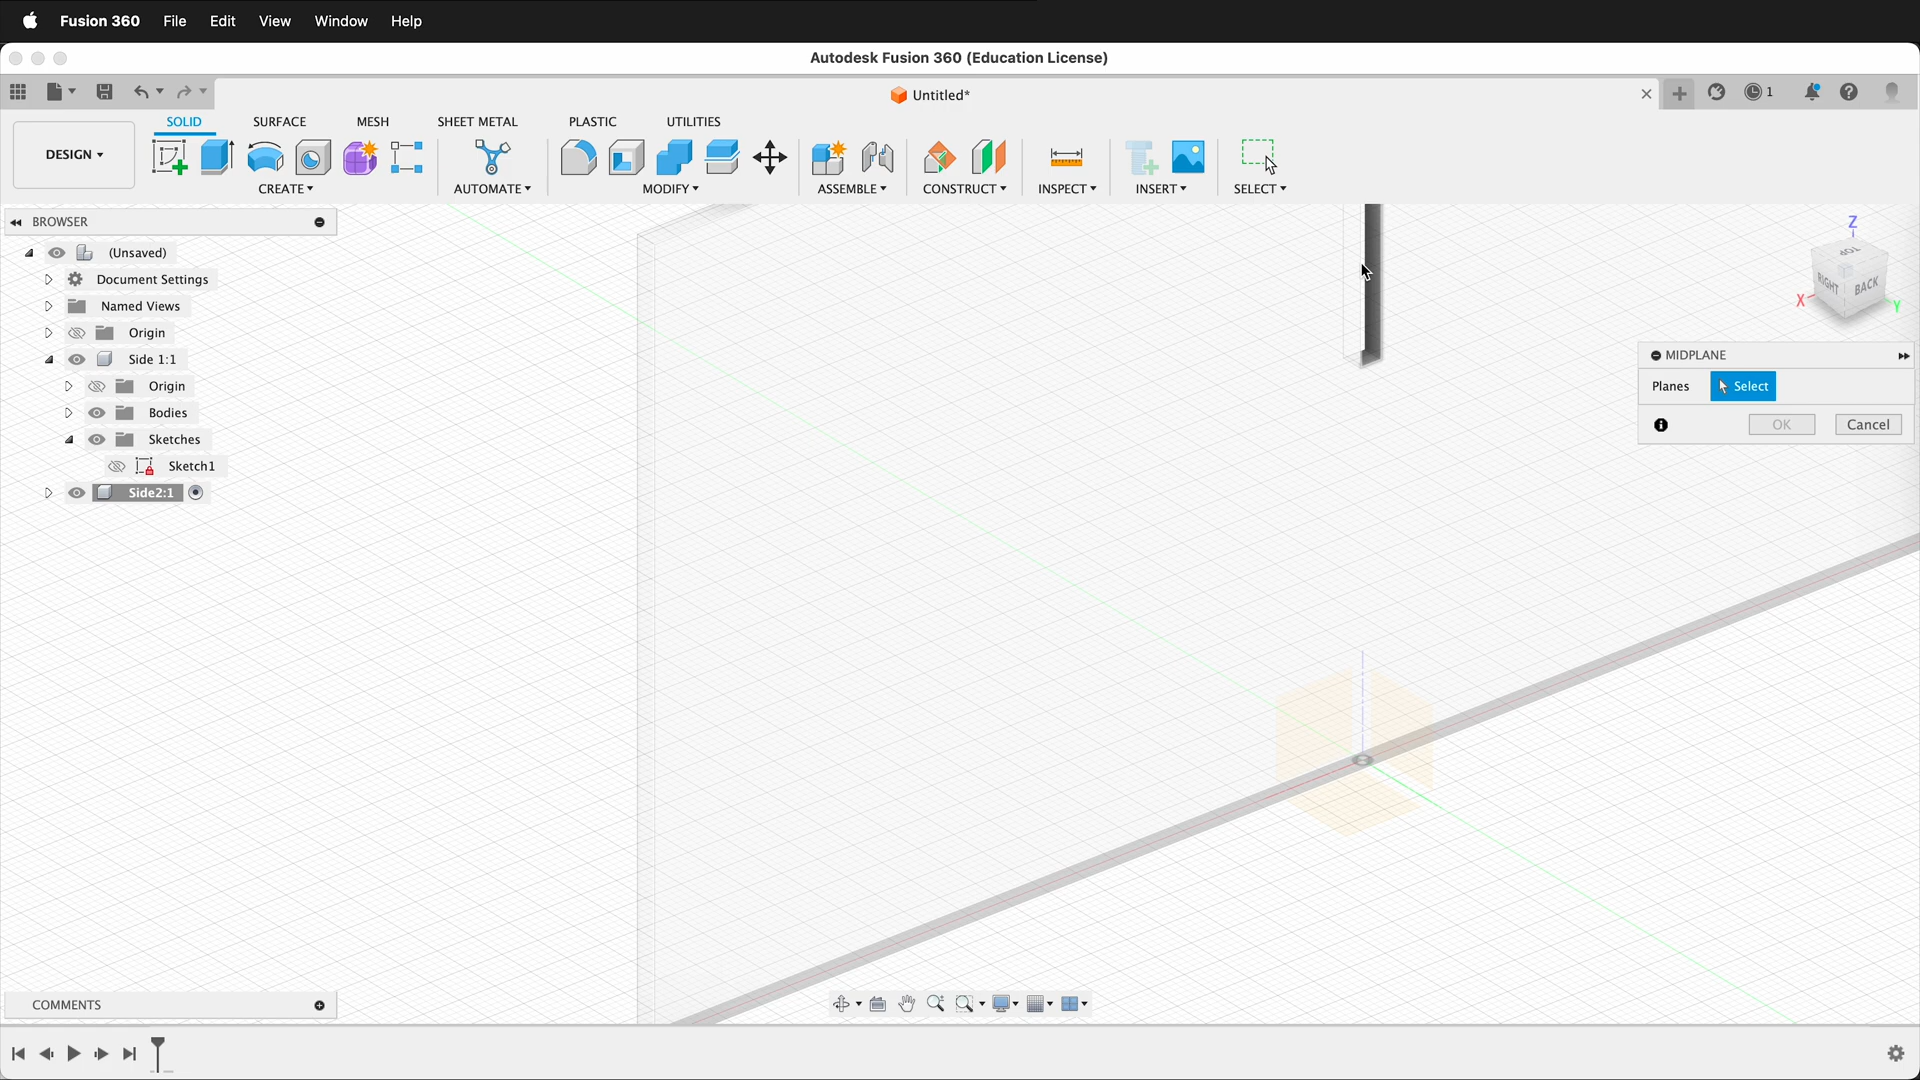 Fusion 360 File Edit View Window Help
Autodesk Fusion 360 (Education License)
Untitled*
1
SOLID SURFACE MESH SHEET METAL PLASTIC UTILITIES
DESIGN
CREATE AUTOMATE MODIFY ASSEMBLE CONSTRUCT INSPECT INSERT SELECT
BROWSER
(Unsaved)
Document Settings
Named Views
Origin
Side 1:1
Origin
Bodies
Sketches
Sketch1
Side2:1
Z
TOP
RIGHT
BACK
X
Y
MIDPLANE
Planes Select
OK Cancel
COMMENTS